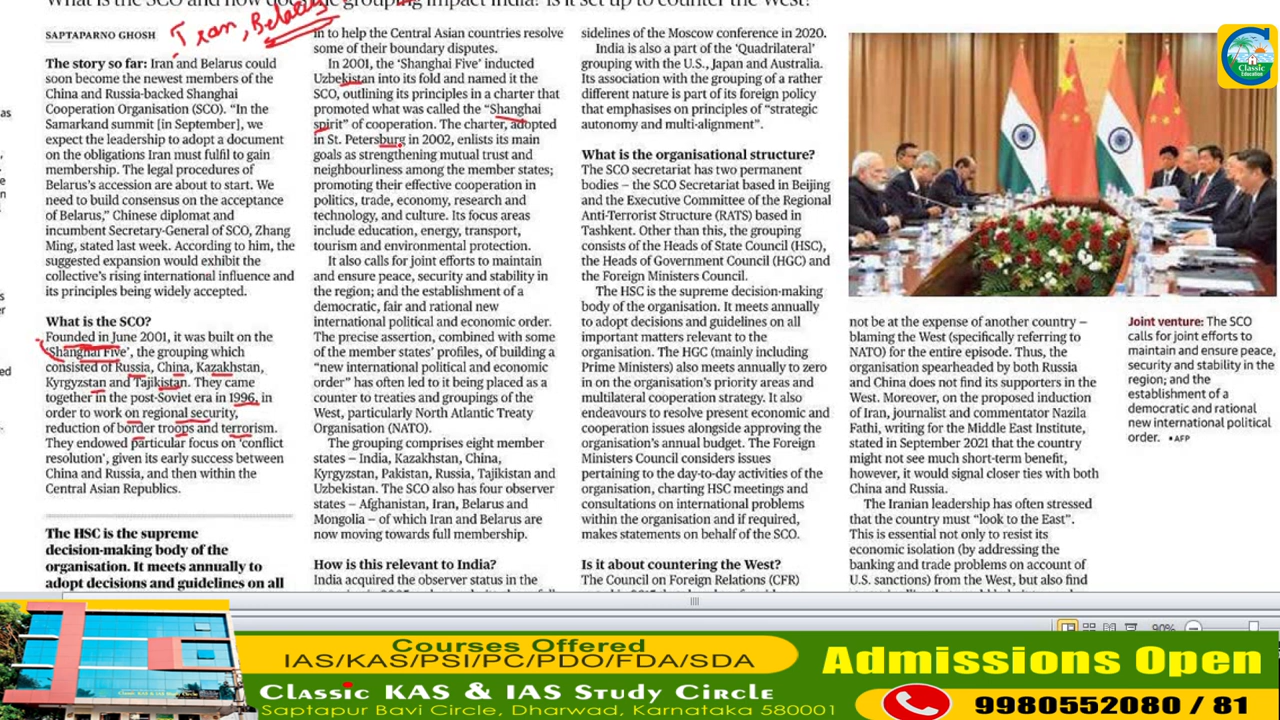 What is the SCO and now does the grouping impact India? Is it set up to counter the West?
Iran, Belarus
SAPTAPARNO GHOSH
The story so far: Iran and Belarus could
soon become the newest members of the
China and Russia-backed Shanghai
Cooperation Organisation (SCO). “In the
Samarkand summit [in September], we
expect the leadership to adopt a document
on the obligations Iran must fulfil to gain
membership. The legal procedures of
Belarus’s accession are about to start. We
need to build consensus on the acceptance
of Belarus,” Chinese diplomat and
incumbent Secretary-General of SCO, Zhang
Ming, stated last week. According to him, the
suggested expansion would exhibit the
collective’s rising international influence and
its principles being widely accepted.
What is the SCO?
Founded in June 2001, it was built on the
‘Shanghai Five’, the grouping which
consisted of Russia, China, Kazakhstan,
Kyrgyzstan and Tajikistan. They came
together in the post-Soviet era in 1996, in
order to work on regional security,
reduction of border troops and terrorism.
They endowed particular focus on ‘conflict
resolution’, given its early success between
China and Russia, and then within the
Central Asian Republics.
The HSC is the supreme
decision-making body of the
organisation. It meets annually to
adopt decisions and guidelines on all
in to help the Central Asian countries resolve
some of their boundary disputes.
In 2001, the ‘Shanghai Five’ inducted
Uzbekistan into its fold and named it the
SCO, outlining its principles in a charter that
promoted what was called the “Shanghai
spirit” of cooperation. The charter, adopted
in St. Petersburg in 2002, enlists its main
goals as strengthening mutual trust and
neighbourliness among the member states;
promoting their effective cooperation in
politics, trade, economy, research and
technology, and culture. Its focus areas
include education, energy, transport,
tourism and environmental protection.
It also calls for joint efforts to maintain
and ensure peace, security and stability in
the region; and the establishment of a
democratic, fair and rational new
international political and economic order.
The precise assertion, combined with some
of the member states’ profiles, of building a
“new international political and economic
order” has often led to it being placed as a
counter to treaties and groupings of the
West, particularly North Atlantic Treaty
Organisation (NATO).
The grouping comprises eight member
states – India, Kazakhstan, China,
Kyrgyzstan, Pakistan, Russia, Tajikistan and
Uzbekistan. The SCO also has four observer
states – Afghanistan, Iran, Belarus and
Mongolia – of which Iran and Belarus are
now moving towards full membership.
How is this relevant to India?
India acquired the observer status in the
sidelines of the Moscow conference in 2020.
India is also a part of the ‘Quadrilateral’
grouping with the U.S., Japan and Australia.
Its association with the grouping of a rather
different nature is part of its foreign policy
that emphasises on principles of “strategic
autonomy and multi-alignment”.
What is the organisational structure?
The SCO secretariat has two permanent
bodies – the SCO Secretariat based in Beijing
and the Executive Committee of the Regional
Anti-Terrorist Structure (RATS) based in
Tashkent. Other than this, the grouping
consists of the Heads of State Council (HSC),
the Heads of Government Council (HGC) and
the Foreign Ministers Council.
The HSC is the supreme decision-making
body of the organisation. It meets annually
to adopt decisions and guidelines on all
important matters relevant to the
organisation. The HGC (mainly including
Prime Ministers) also meets annually to zero
in on the organisation’s priority areas and
multilateral cooperation strategy. It also
endeavours to resolve present economic and
cooperation issues alongside approving the
organisation’s annual budget. The Foreign
Ministers Council considers issues
pertaining to the day-to-day activities of the
organisation, charting HSC meetings and
consultations on international problems
within the organisation and if required,
makes statements on behalf of the SCO.
Is it about countering the West?
The Council on Foreign Relations (CFR)
not be at the expense of another country –
blaming the West (specifically referring to
NATO) for the entire episode. Thus, the
organisation spearheaded by both Russia
and China does not find its supporters in the
West. Moreover, on the proposed induction
of Iran, journalist and commentator Nazila
Fathi, writing for the Middle East Institute,
stated in September 2021 that the country
might not see much short-term benefit,
however, it would signal closer ties with both
China and Russia.
The Iranian leadership has often stressed
that the country must “look to the East”.
This is essential not only to resist its
economic isolation (by addressing the
banking and trade problems on account of
U.S. sanctions) from the West, but also find
Joint venture: The SCO
calls for joint efforts to
maintain and ensure peace,
security and stability in the
region; and the
establishment of a
democratic and rational
new international political
order. • AFP
Classic
Education
90%
Courses Offered
IAS/KAS/PSI/PC/PDO/FDA/SDA
Classic KAS & IAS Study Circle
Saptapur Bavi Circle, Dharwad, Karnataka 580001
Admissions Open
9980552080 / 81